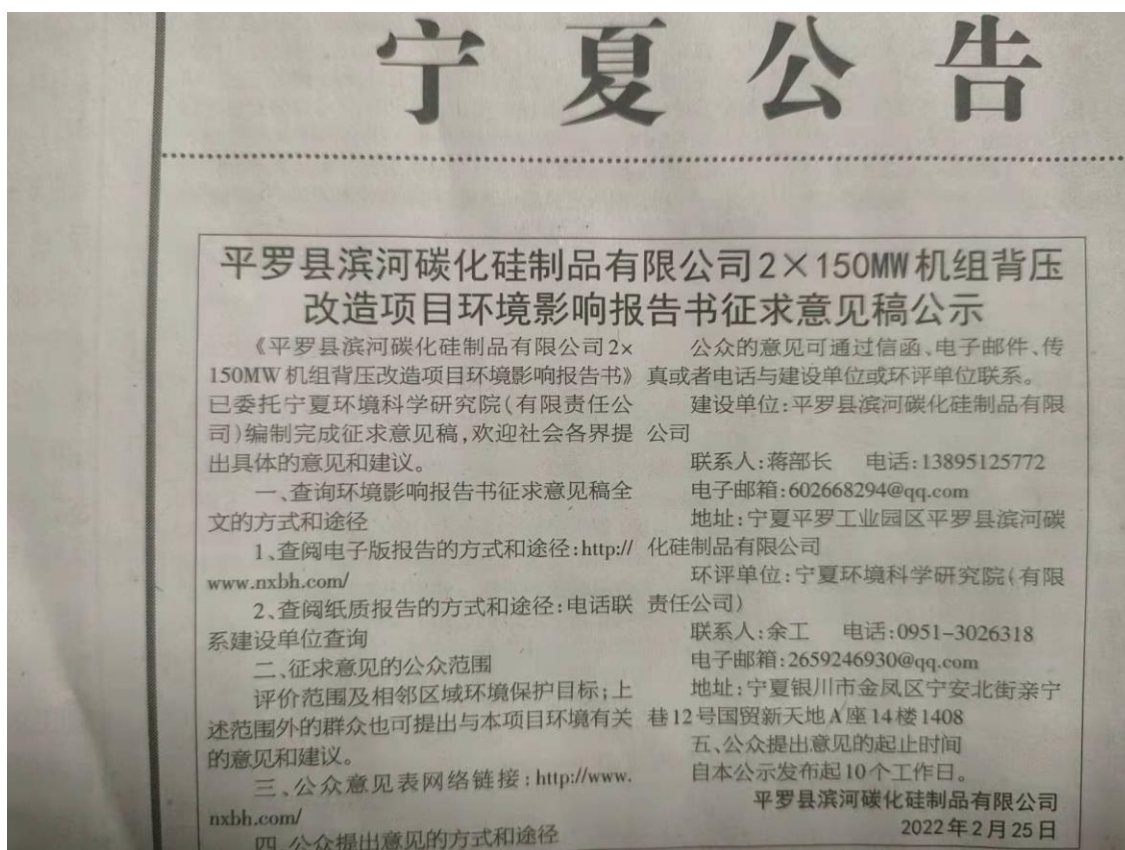 宁夏公告
平罗县滨河碳化硅制品有限公司2×150MW机组背压
改造项目环境影响报告书征求意见稿公示
《平罗县滨河碳化硅制品有限公司2×
150MW机组背压改造项目环境影响报告书》
已委托宁夏环境科学研究院(有限责任公
司)编制完成征求意见稿,欢迎社会各界提
出具体的意见和建议。
一、查询环境影响报告书征求意见稿全
文的方式和途径
1、查阅电子版报告的方式和途径:http://
www.nxbh.com/
2、查阅纸质报告的方式和途径:电话联
系建设单位查询
二、征求意见的公众范围
评价范围及相邻区域环境保护目标;上
述范围外的群众也可提出与本项目环境有关
的意见和建议。
三、公众意见表网络链接:http://www.
nxbh.com/
四、公众提出意见的方式和途径
公众的意见可通过信函、电子邮件、传
真或者电话与建设单位或环评单位联系。
建设单位:平罗县滨河碳化硅制品有限
公司
联系人:蒋部长 电话:13895125772
电子邮箱:602668294@qq.com
地址:宁夏平罗工业园区平罗县滨河碳
化硅制品有限公司
环评单位:宁夏环境科学研究院(有限
责任公司)
联系人:余工 电话:0951-3026318
电子邮箱:2659246930@qq.com
地址:宁夏银川市金凤区宁安北街亲宁
巷12号国贸新天地A座14楼1408
五、公众提出意见的起止时间
自本公示发布起10个工作日。
平罗县滨河碳化硅制品有限公司
2022年2月25日